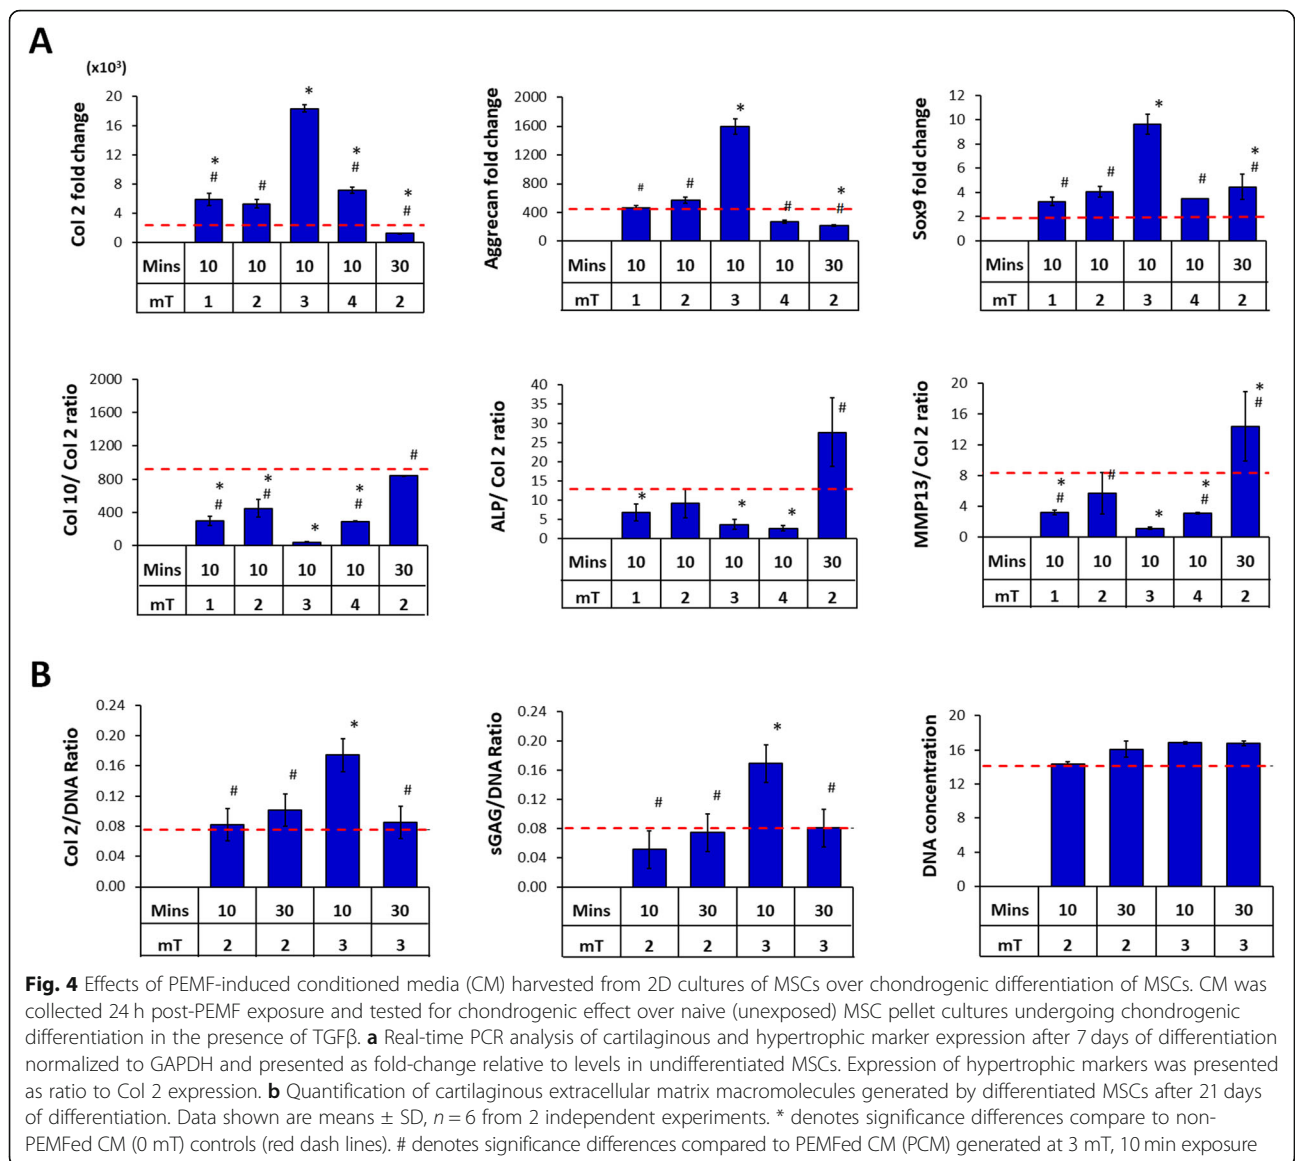 A
(x10³)
Col 2 fold change
20
16
12
8
4
0
* # # * * # * #
Mins 10 10 10 10 30
mT 1 2 3 4 2
Aggrecan fold change
2000
1600
1200
800
400
0
# # * # * #
Mins 10 10 10 10 30
mT 1 2 3 4 2
Sox9 fold change
12
10
8
6
4
2
0
# # * # * #
Mins 10 10 10 10 30
mT 1 2 3 4 2
Col 10/ Col 2 ratio
2000
1600
1200
800
400
0
* # * # * * # #
Mins 10 10 10 10 30
mT 1 2 3 4 2
ALP/ Col 2 ratio
40
35
30
25
20
15
10
5
0
* * * #
Mins 10 10 10 10 30
mT 1 2 3 4 2
MMP13/ Col 2 ratio
20
16
12
8
4
0
* # # * * # * #
Mins 10 10 10 10 30
mT 1 2 3 4 2
B
Col 2/DNA Ratio
0.24
0.20
0.16
0.12
0.08
0.04
0.00
# # * #
Mins 10 30 10 30
mT 2 2 3 3
sGAG/DNA Ratio
0.24
0.20
0.16
0.12
0.08
0.04
0.00
# # * #
Mins 10 30 10 30
mT 2 2 3 3
DNA concentration
20
16
12
8
4
0
Mins 10 30 10 30
mT 2 2 3 3
Fig. 4 Effects of PEMF-induced conditioned media (CM) harvested from 2D cultures of MSCs over chondrogenic differentiation of MSCs. CM was
collected 24 h post-PEMF exposure and tested for chondrogenic effect over naive (unexposed) MSC pellet cultures undergoing chondrogenic
differentiation in the presence of TGFβ. a Real-time PCR analysis of cartilaginous and hypertrophic marker expression after 7 days of differentiation
normalized to GAPDH and presented as fold-change relative to levels in undifferentiated MSCs. Expression of hypertrophic markers was presented
as ratio to Col 2 expression. b Quantification of cartilaginous extracellular matrix macromolecules generated by differentiated MSCs after 21 days
of differentiation. Data shown are means ± SD, n = 6 from 2 independent experiments. * denotes significance differences compare to non-
PEMFed CM (0 mT) controls (red dash lines). # denotes significance differences compared to PEMFed CM (PCM) generated at 3 mT, 10 min exposure